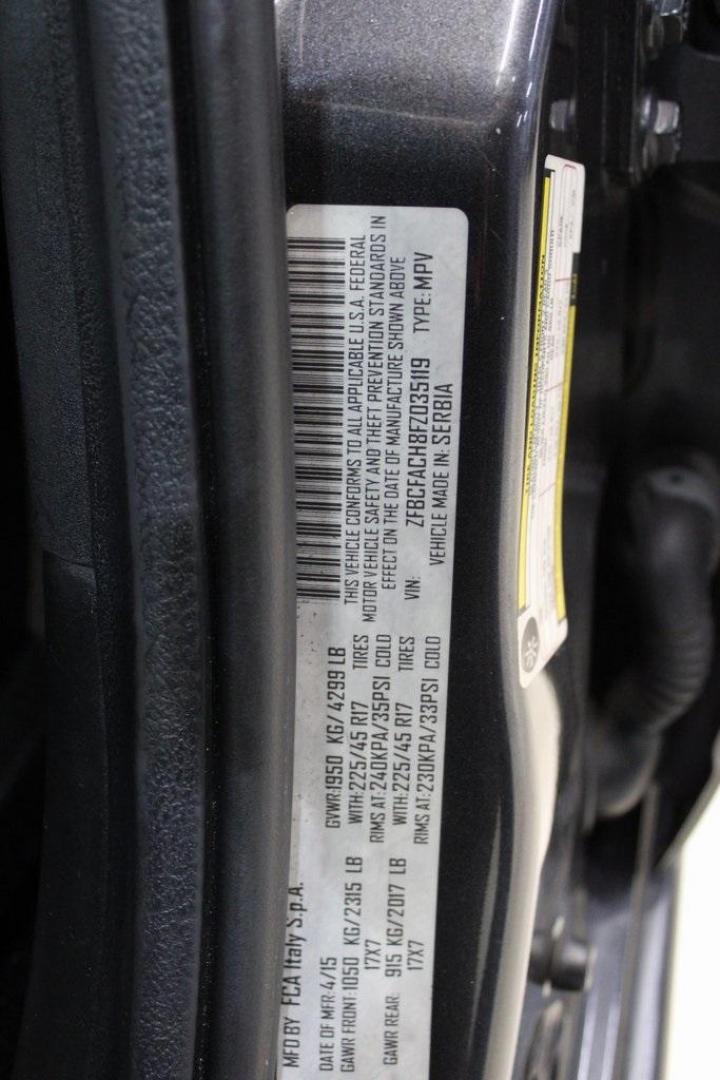 MFD BY FCA Italy S.p.A.
DATE OF MFR:4/15 GVWR:1950 KG/4299 LB
GAWR FRONT:1050 KG/2315 LB WITH:225/45 R17 TIRES
17X7 RIMS AT:240KPA/35PSI COLD
GAWR REAR: 915 KG/2017 LB WITH:225/45 R17 TIRES
17X7 RIMS AT:230KPA/33PSI COLD
THIS VEHICLE CONFORMS TO ALL APPLICABLE U.S.A. FEDERAL
MOTOR VEHICLE SAFETY AND THEFT PREVENTION STANDARDS IN
EFFECT ON THE DATE OF MANUFACTURE SHOWN ABOVE
VIN: ZFBCFACH8FZ035119 TYPE: MPV
VEHICLE MADE IN: SERBIA